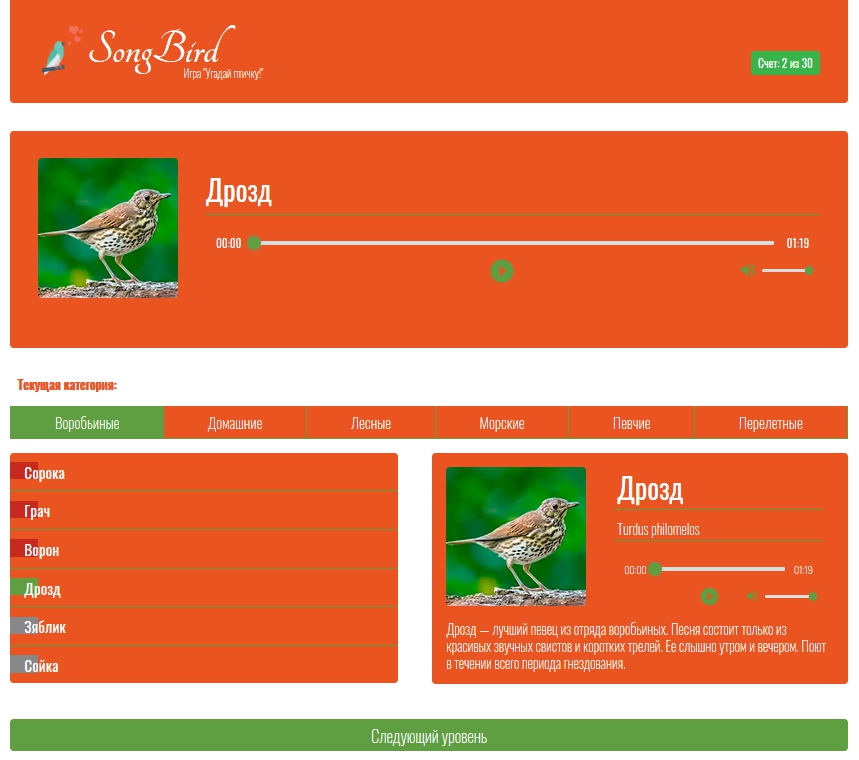 SongBird
Игра "Угадай птичку!"
Счет: 2 из 30
Дрозд
00:00
01:19
Текущая категория:
Воробьиные
Домашние
Лесные
Морские
Певчие
Перелетные
Сорока
Грач
Ворон
Дрозд
Зяблик
Сойка
Дрозд
Turdus philomelos
00:00
01:19
Дрозд — лучший певец из отряда воробьиных. Песня состоит только из
красивых звучных свистов и коротких трелей. Ее слышно утром и вечером. Поют
в течении всего периода гнездования.
Следующий уровень